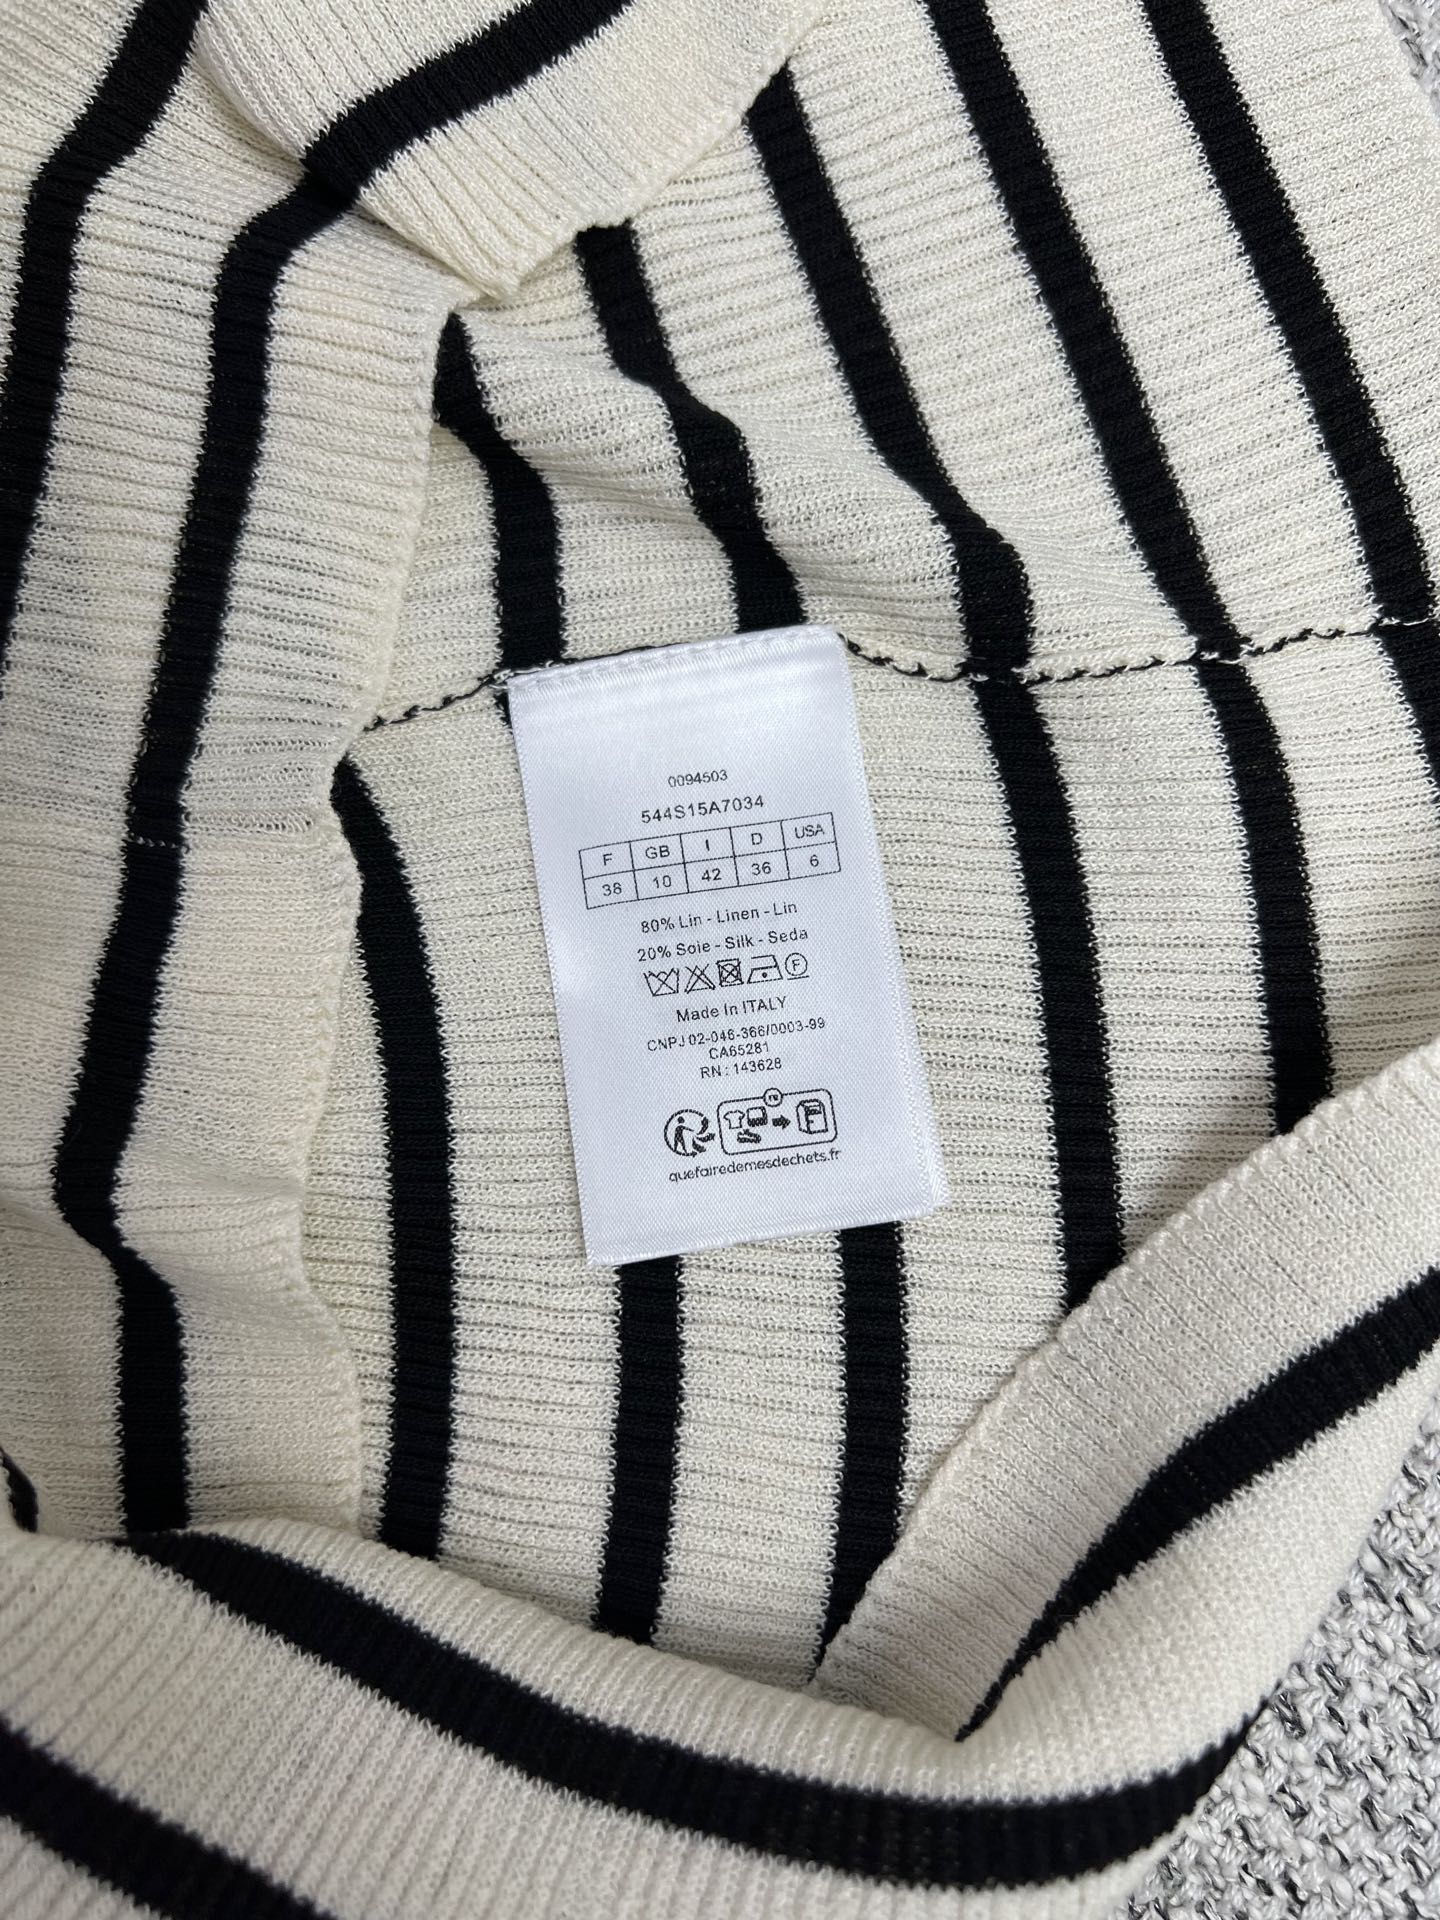 0094503
544S15A7034
F GB I D USA
38 10 42 36 6
80% Lin - Linen - Lin
20% Soie - Silk - Seda
F
Made In ITALY
CNPJ 02-046-366/0003-99
CA65281
RN : 143628
FR
quefairedemesdechets.fr